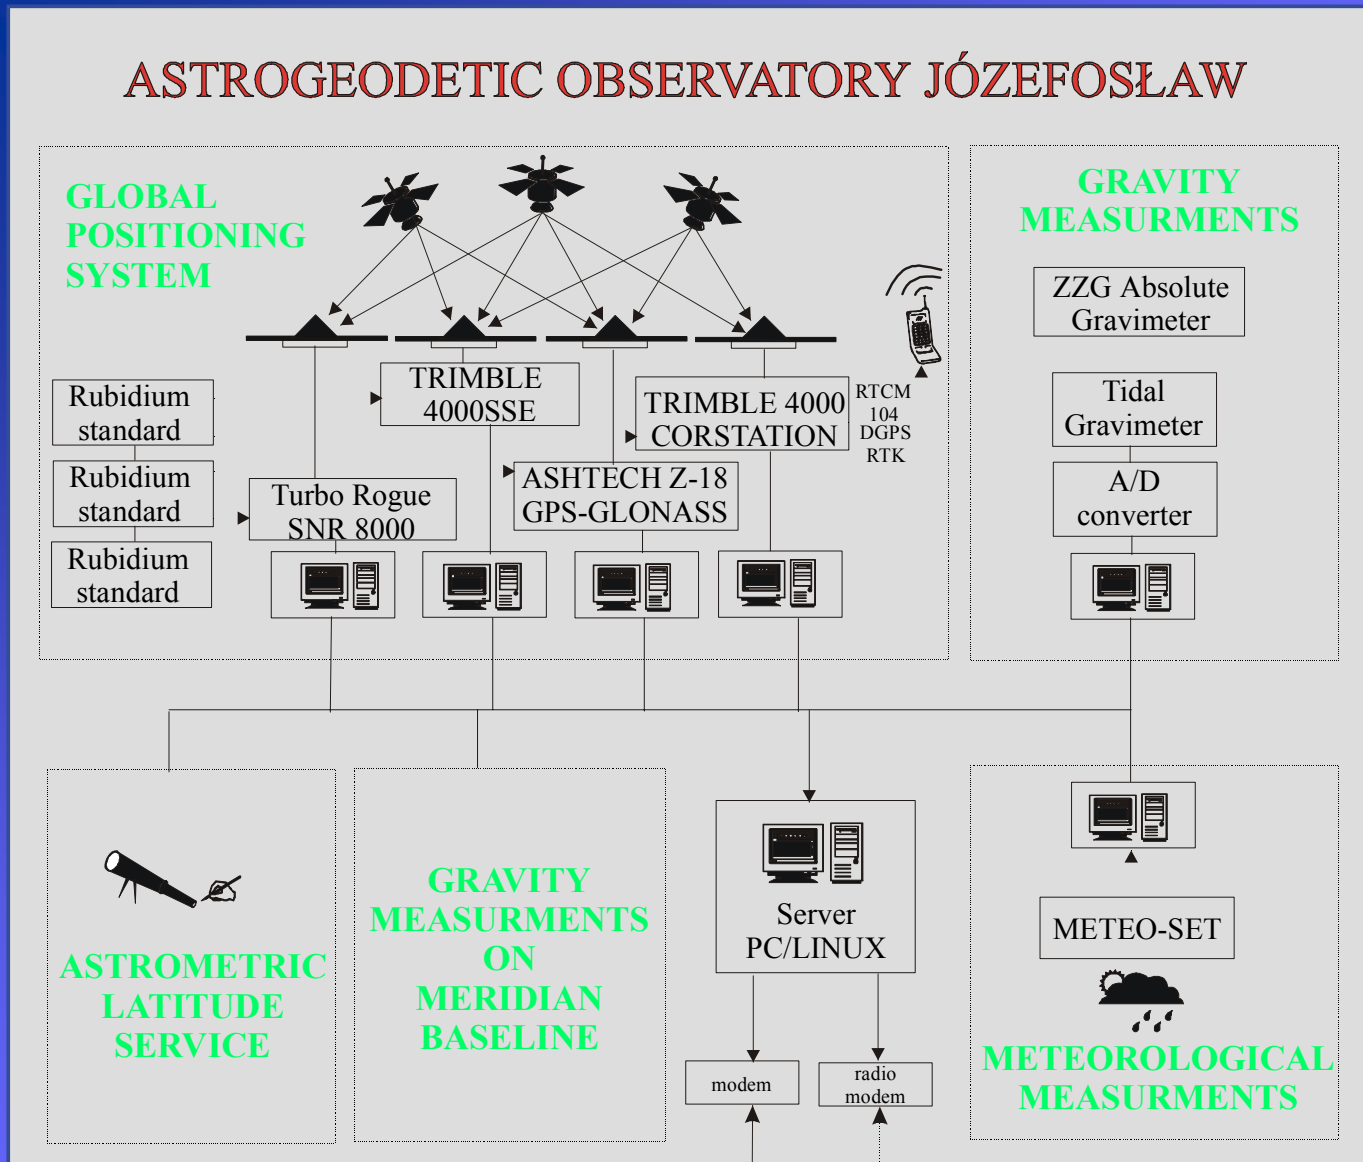 ASTROGEODETIC OBSERVATORY JÓZEFOSŁAW
GLOBAL
POSITIONING
SYSTEM
Rubidium
standard
Rubidium
standard
Rubidium
standard
Turbo Rogue
SNR 8000
TRIMBLE
4000SSE
ASHTECH Z-18
GPS-GLONASS
TRIMBLE 4000
CORSTATION
RTCM
104
DGPS
RTK
GRAVITY
MEASURMENTS
ZZG Absolute
Gravimeter
Tidal
Gravimeter
A/D
converter
ASTROMETRIC
LATITUDE
SERVICE
GRAVITY
MEASURMENTS
ON
MERIDIAN
BASELINE
Server
PC/LINUX
modem
radio
modem
METEO-SET
METEOROLOGICAL
MEASURMENTS